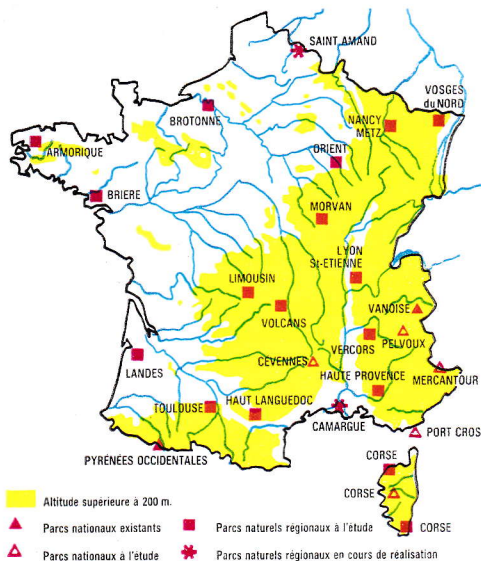 SAINT AMAND
VOSGES
du NORD
BROTONNE
NANCY
METZ
ARMORIQUE
ORIENT
BRIERE
MORVAN
LYON
St-ETIENNE
LIMOUSIN
VANOISE
VOLCANS
PELVOUX
VERCORS
CEVENNES
LANDES
HAUTE PROVENCE
MERCANTOUR
TOULOUSE
HAUT LANGUEDOC
CAMARGUE
PORT CROS
PYRÉNÉES OCCIDENTALES
CORSE
CORSE
CORSE
Altitude supérieure à 200 m.
Parcs nationaux existants
Parcs naturels régionaux à l'étude
Parcs nationaux à l'étude
Parcs naturels régionaux en cours de réalisation